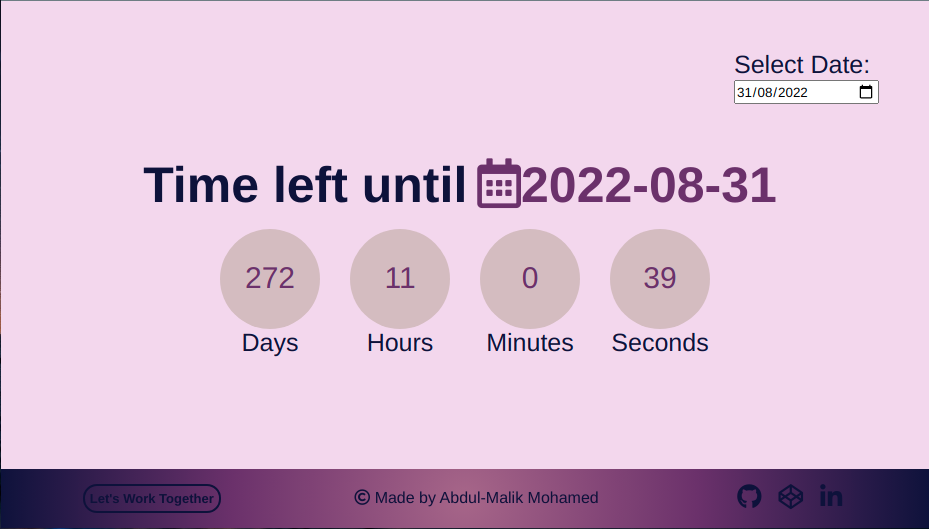 Select Date:
31/08/2022
Time left until 2022-08-31
272 11 0 39
Days Hours Minutes Seconds
Let's Work Together
© Made by Abdul-Malik Mohamed
in